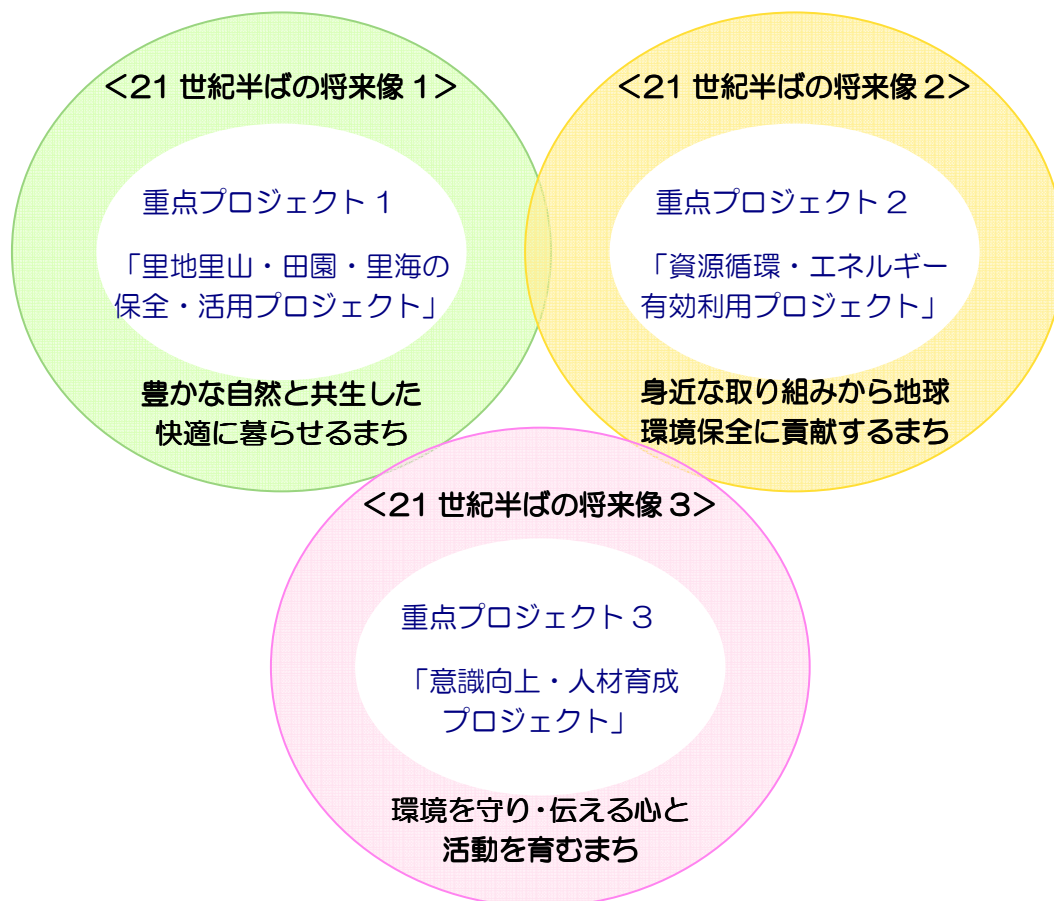 ＜21 世紀半ばの将来像 1＞
重点プロジェクト 1
「里地里山・田園・里海の
保全・活用プロジェクト」
豊かな自然と共生した
快適に暮らせるまち
＜21 世紀半ばの将来像 2＞
重点プロジェクト 2
「資源循環・エネルギー
有効利用プロジェクト」
身近な取り組みから地球
環境保全に貢献するまち
＜21 世紀半ばの将来像 3＞
重点プロジェクト 3
「意識向上・人材育成
プロジェクト」
環境を守り・伝える心と
活動を育むまち